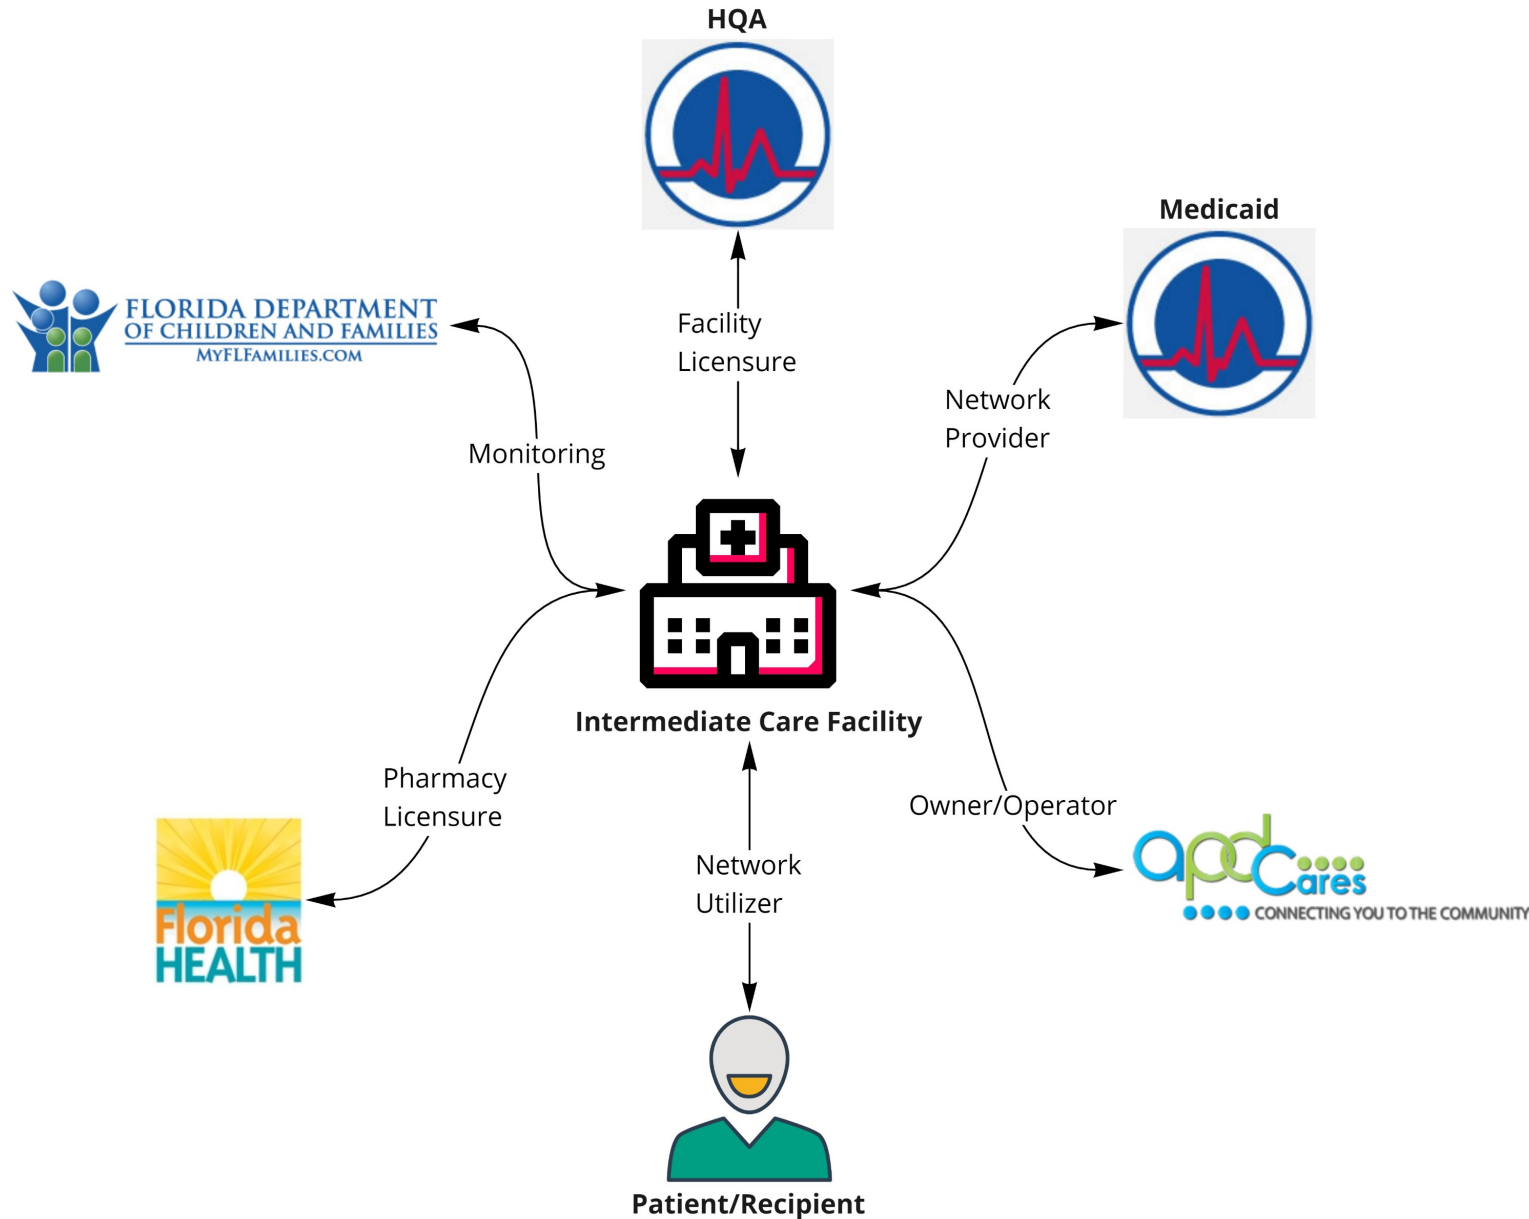 HQA
Medicaid
FLORIDA DEPARTMENT
OF CHILDREN AND FAMILIES
MYFLFAMILIES.COM
Facility
Licensure
Network
Provider
Monitoring
Intermediate Care Facility
Pharmacy
Licensure
Owner/Operator
Florida
HEALTH
Network
Utilizer
apd
Cares
CONNECTING YOU TO THE COMMUNITY
Patient/Recipient